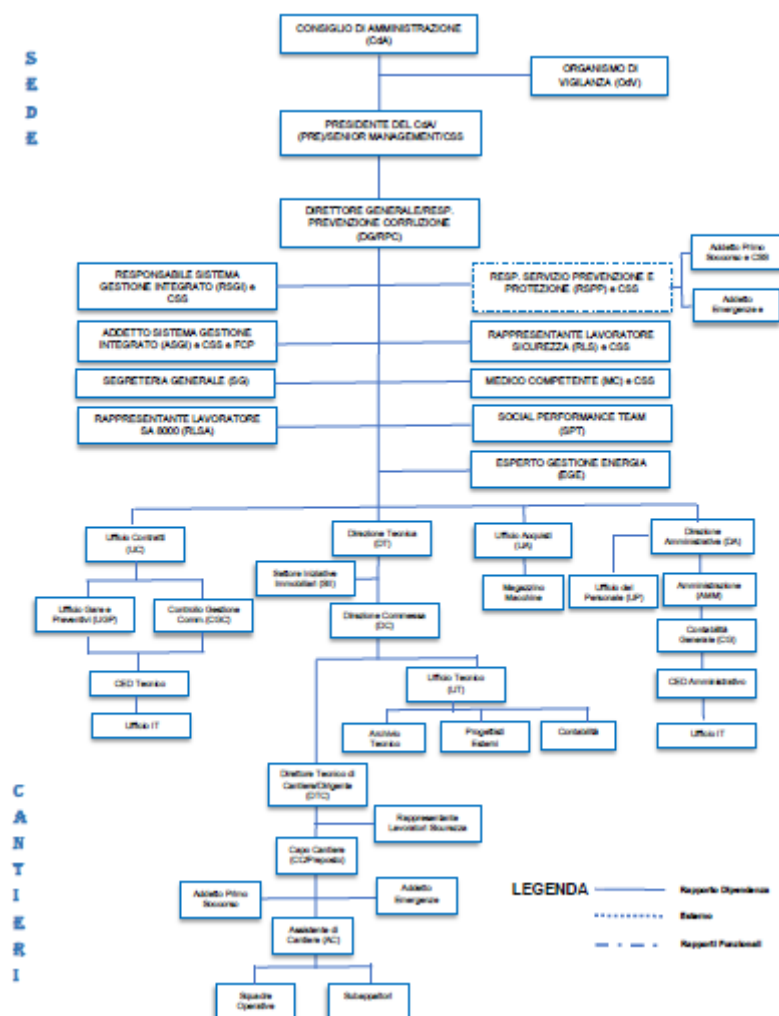 S
E
D
E
CONSIGLIO DI AMMINISTRAZIONE
(CdA)
ORGANISMO DI
VIGILANZA (OdV)
PRESIDENTE DEL CdA/
(PRE)/SENIOR MANAGEMENT/CSS
DIRETTORE GENERALE/RESP.
PREVENZIONE CORRUZIONE
(DG/RPC)
RESPONSABILE SISTEMA
GESTIONE INTEGRATO (RSGI) e
CSS
RESP. SERVIZIO PREVENZIONE E
PROTEZIONE (RSPP) e CSS
Addetto Primo
Soccorso e CSS
Addetto
Emergenze e
ADDETTO SISTEMA GESTIONE
INTEGRATO (ASGI) e CSS e FCP
RAPPRESENTANTE LAVORATORE
SICUREZZA (RLS) e CSS
SEGRETERIA GENERALE (SG)
MEDICO COMPETENTE (MC) e CSS
RAPPRESENTANTE LAVORATORE
SA 8000 (RLSA)
SOCIAL PERFORMANCE TEAM
(SPT)
ESPERTO GESTIONE ENERGIA
(EGE)
Ufficio Contratti
(UC)
Direzione Tecnica
(DT)
Ufficio Acquisti
(UA)
Direzione
Amministrativa (DA)
Settore Iniziative
Immobiliari (SII)
Magazzino
Macchine
Ufficio del
Personale (UP)
Amministrazione
(AMM)
Ufficio Gare e
Preventivi (UGP)
Controllo Gestione
Comm. (CGC)
Direzione Commessa
(DC)
Contabilità
Generale (CG)
CED Tecnico
Ufficio Tecnico
(UT)
CED Amministrativo
Ufficio IT
Archivio
Tecnico
Progettisti
Esterni
Contabilità
Ufficio IT
C
A
N
T
I
E
R
I
Direttore Tecnico di
Cantiere/Dirigente
(DTC)
Rappresentante
Lavoratori Sicurezza
Capo Cantiere
(CC/Preposto)
Addetto Primo
Soccorso
Addetto
Emergenze
Assistente di
Cantiere (AC)
Squadre
Operative
Subappaltori
LEGENDA
Rapporto Dipendenza
Esterno
Rapporti Funzionali